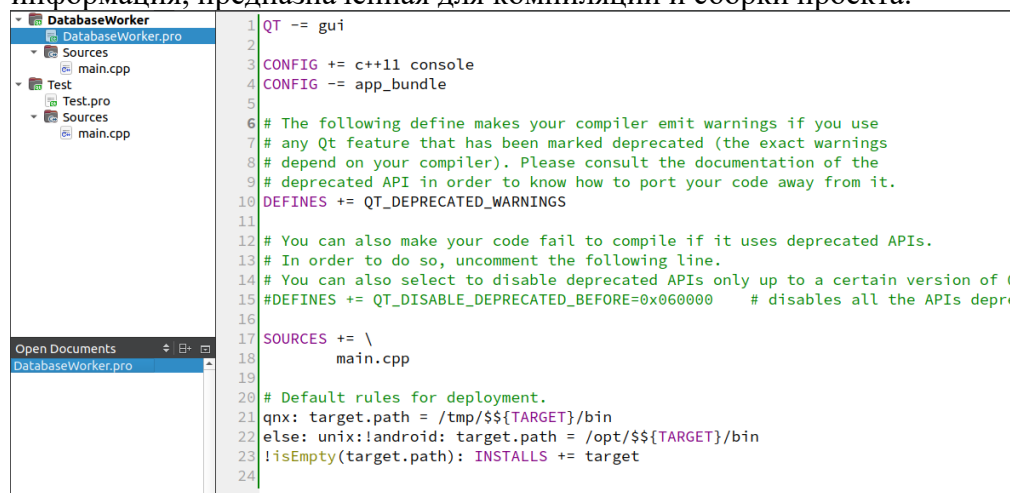 информация, предназначенная для компиляции и сборки проекта.
DatabaseWorker
DatabaseWorker.pro
Sources
main.cpp
Test
Test.pro
Sources
main.cpp
Open Documents
DatabaseWorker.pro
1 QT -= gui
2
3 CONFIG += c++11 console
4 CONFIG -= app_bundle
5
6 # The following define makes your compiler emit warnings if you use
7 # any Qt feature that has been marked deprecated (the exact warnings
8 # depend on your compiler). Please consult the documentation of the
9 # deprecated API in order to know how to port your code away from it.
10 DEFINES += QT_DEPRECATED_WARNINGS
11
12 # You can also make your code fail to compile if it uses deprecated APIs.
13 # In order to do so, uncomment the following line.
14 # You can also select to disable deprecated APIs only up to a certain version of
15 #DEFINES += QT_DISABLE_DEPRECATED_BEFORE=0x060000    # disables all the APIs depre
16
17 SOURCES += \
18         main.cpp
19
20 # Default rules for deployment.
21 qnx: target.path = /tmp/$${TARGET}/bin
22 else: unix:!android: target.path = /opt/$${TARGET}/bin
23 !isEmpty(target.path): INSTALLS += target
24